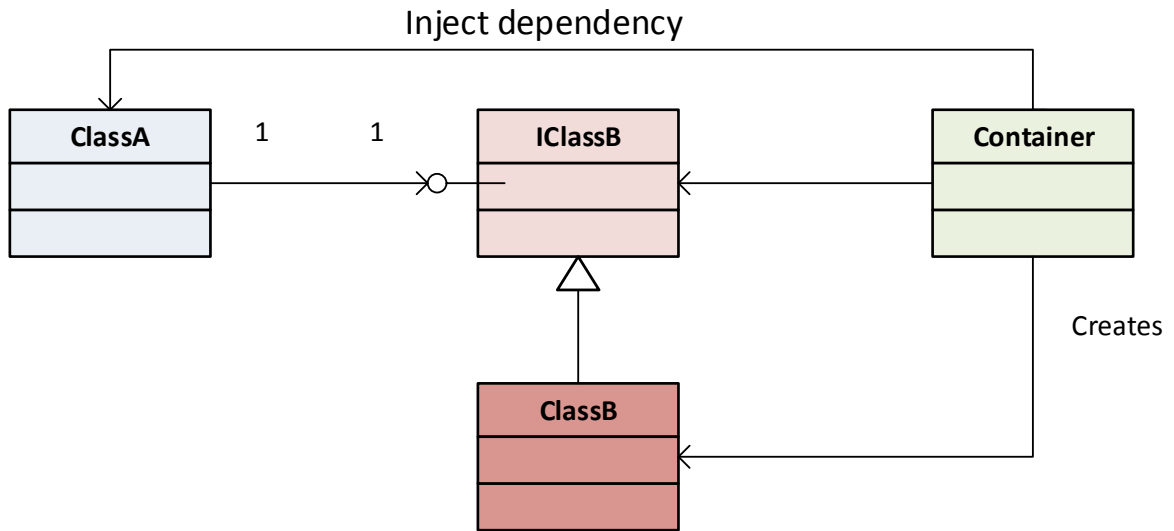 Inject dependency
ClassA
1
1
IClassB
Container
Creates
ClassB